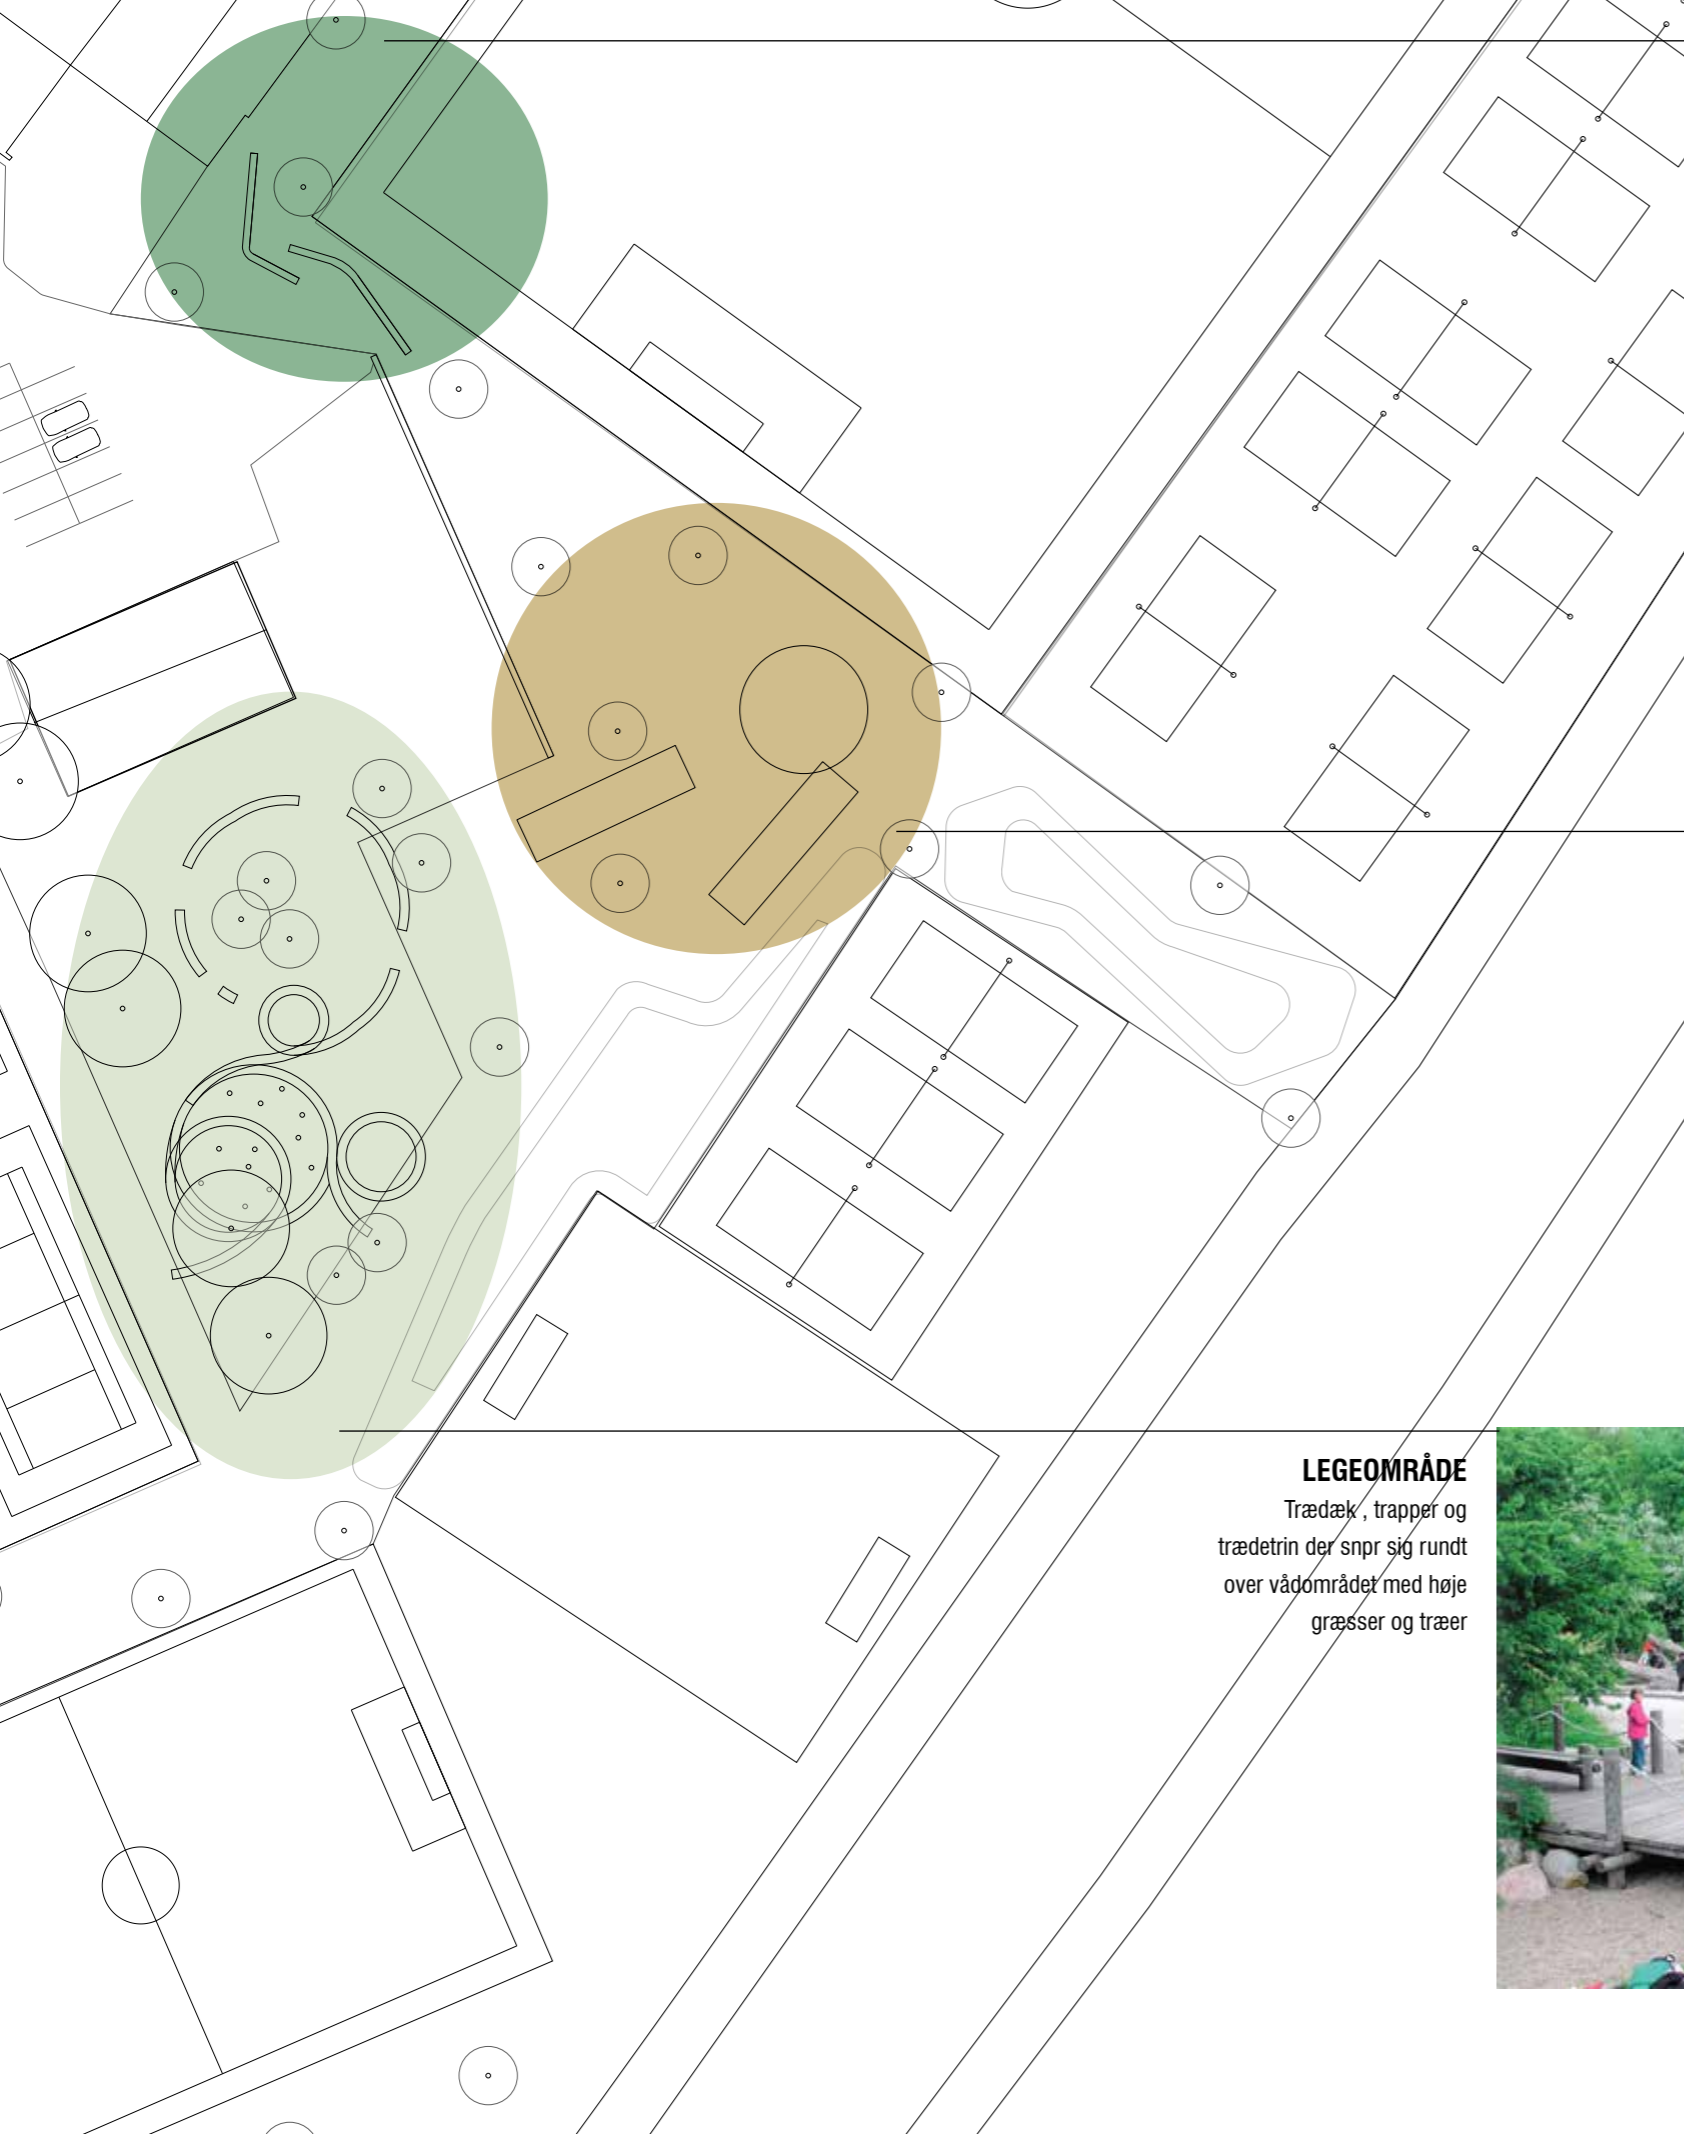 LEGEOMRÅDE
Trædæk , trapper og
trædetrin der snpr sig rundt
over vådområdet med høje
græsser og træer